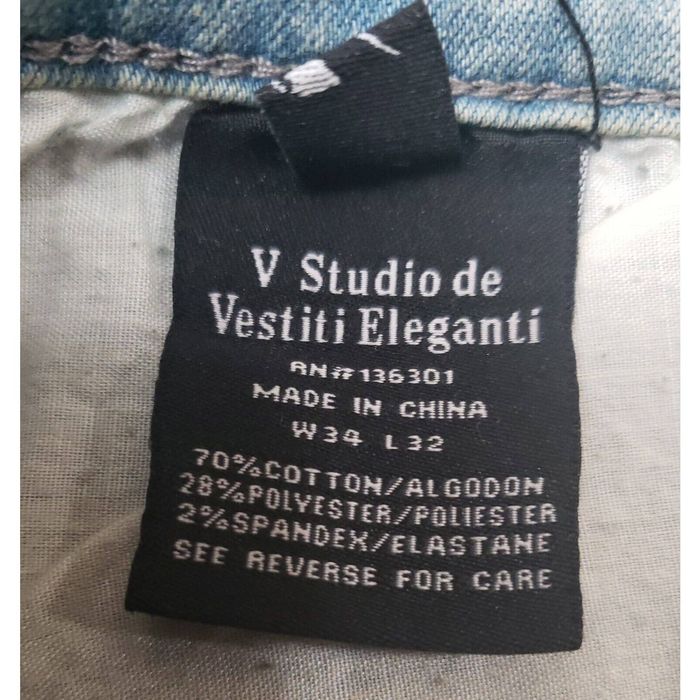 V Studio de
Vestiti Eleganti
RN#136301
MADE IN CHINA
W34 L32
70%COTTON/ALGODON
28%POLYESTER/POLIESTER
2%SPANDEX/ELASTANE
SEE REVERSE FOR CARE